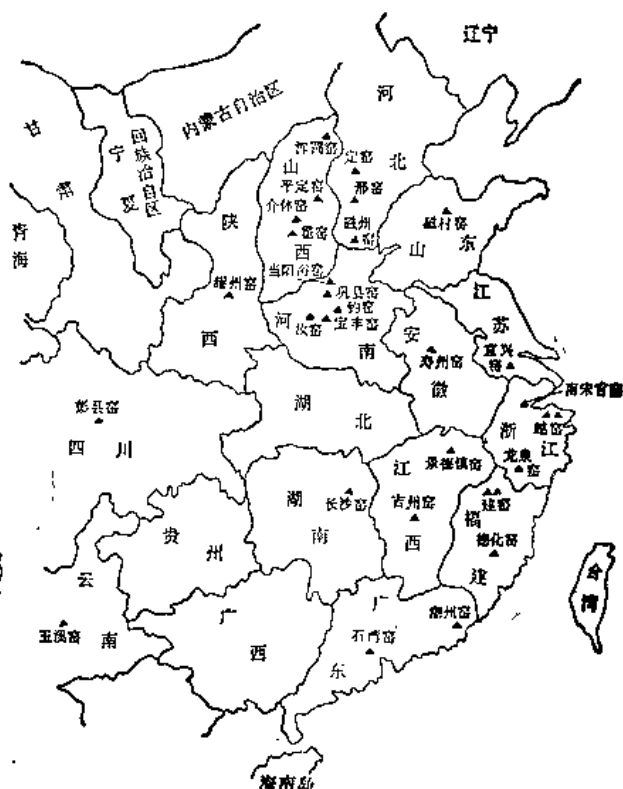 辽宁
内蒙古自治区
河
北
甘
肃
宁
夏
回族治自区
青
海
陕
西
山
西
浑源窑
平定窑
介休窑
霍窑
当阳峪窑
定窑
邢窑
磁州
窑
磁村窑
山
东
耀州窑
河
南
巩县窑
钧窑
汝窑
宝丰窑
江
苏
宜兴
窑
安
徽
寿州窑
南宋官窑
浙
江
越窑
龙泉
窑
彭县窑
四
川
湖
北
湖
南
长沙窑
江
西
景德镇窑
吉州窑
福
建
建窑
德化窑
贵
州
云
南
玉溪窑
广
西
广
东
石湾窑
潮州窑
台
湾
海南岛